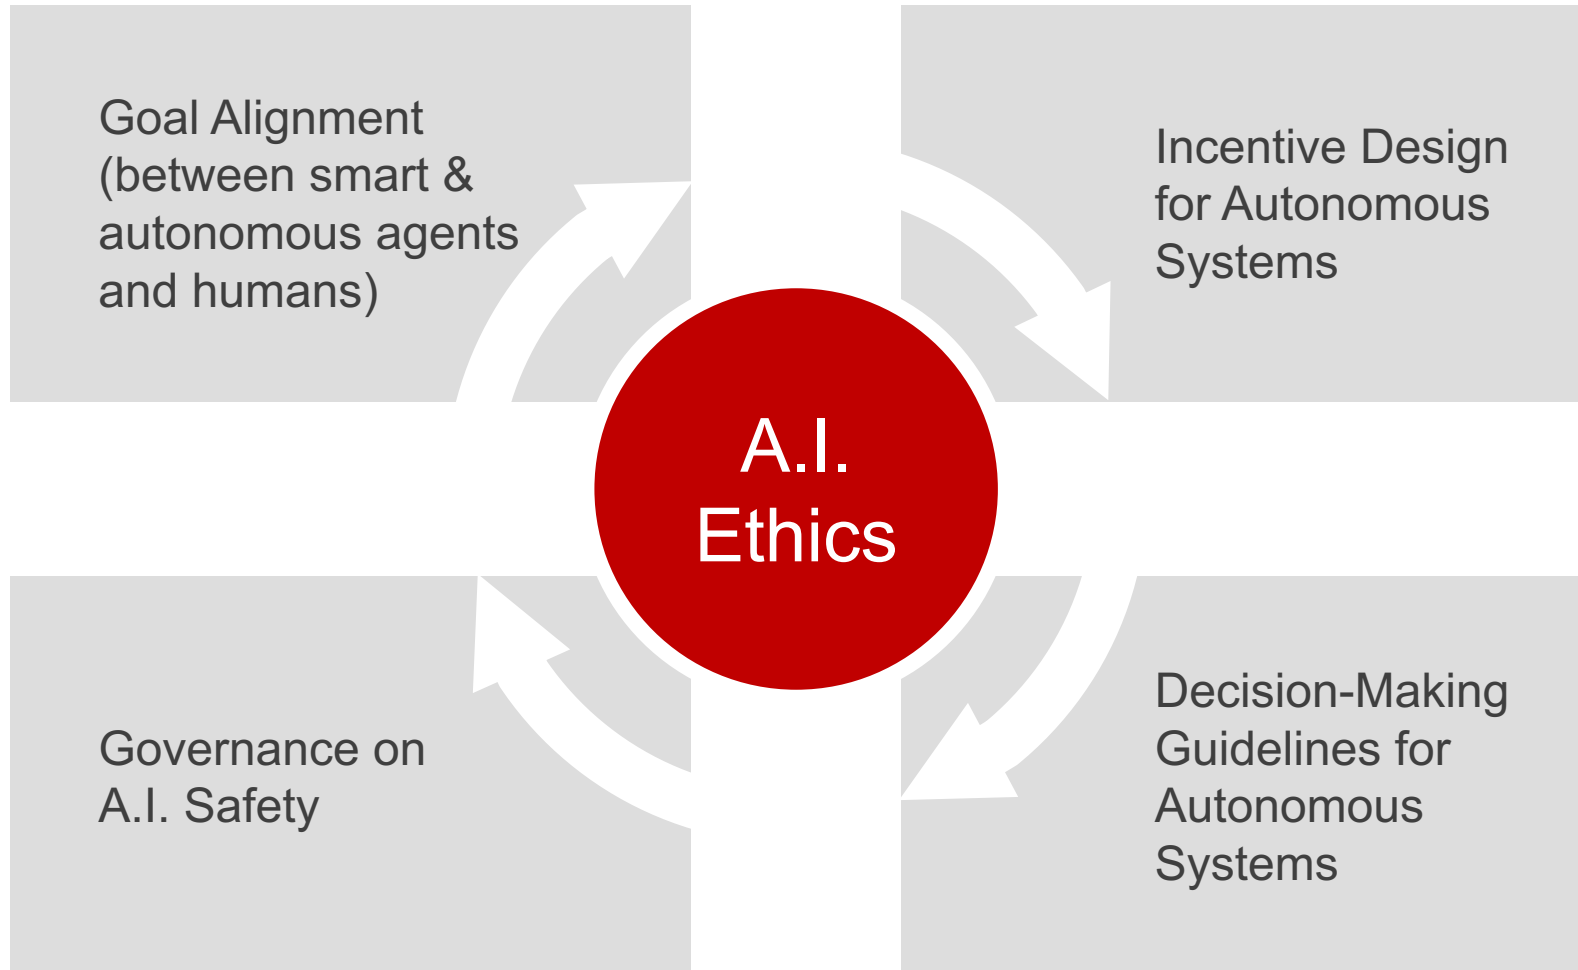 Goal Alignment
(between smart &
autonomous agents
and humans)
Incentive Design
for Autonomous
Systems
A.I.
Ethics
Governance on
A.I. Safety
Decision-Making
Guidelines for
Autonomous
Systems